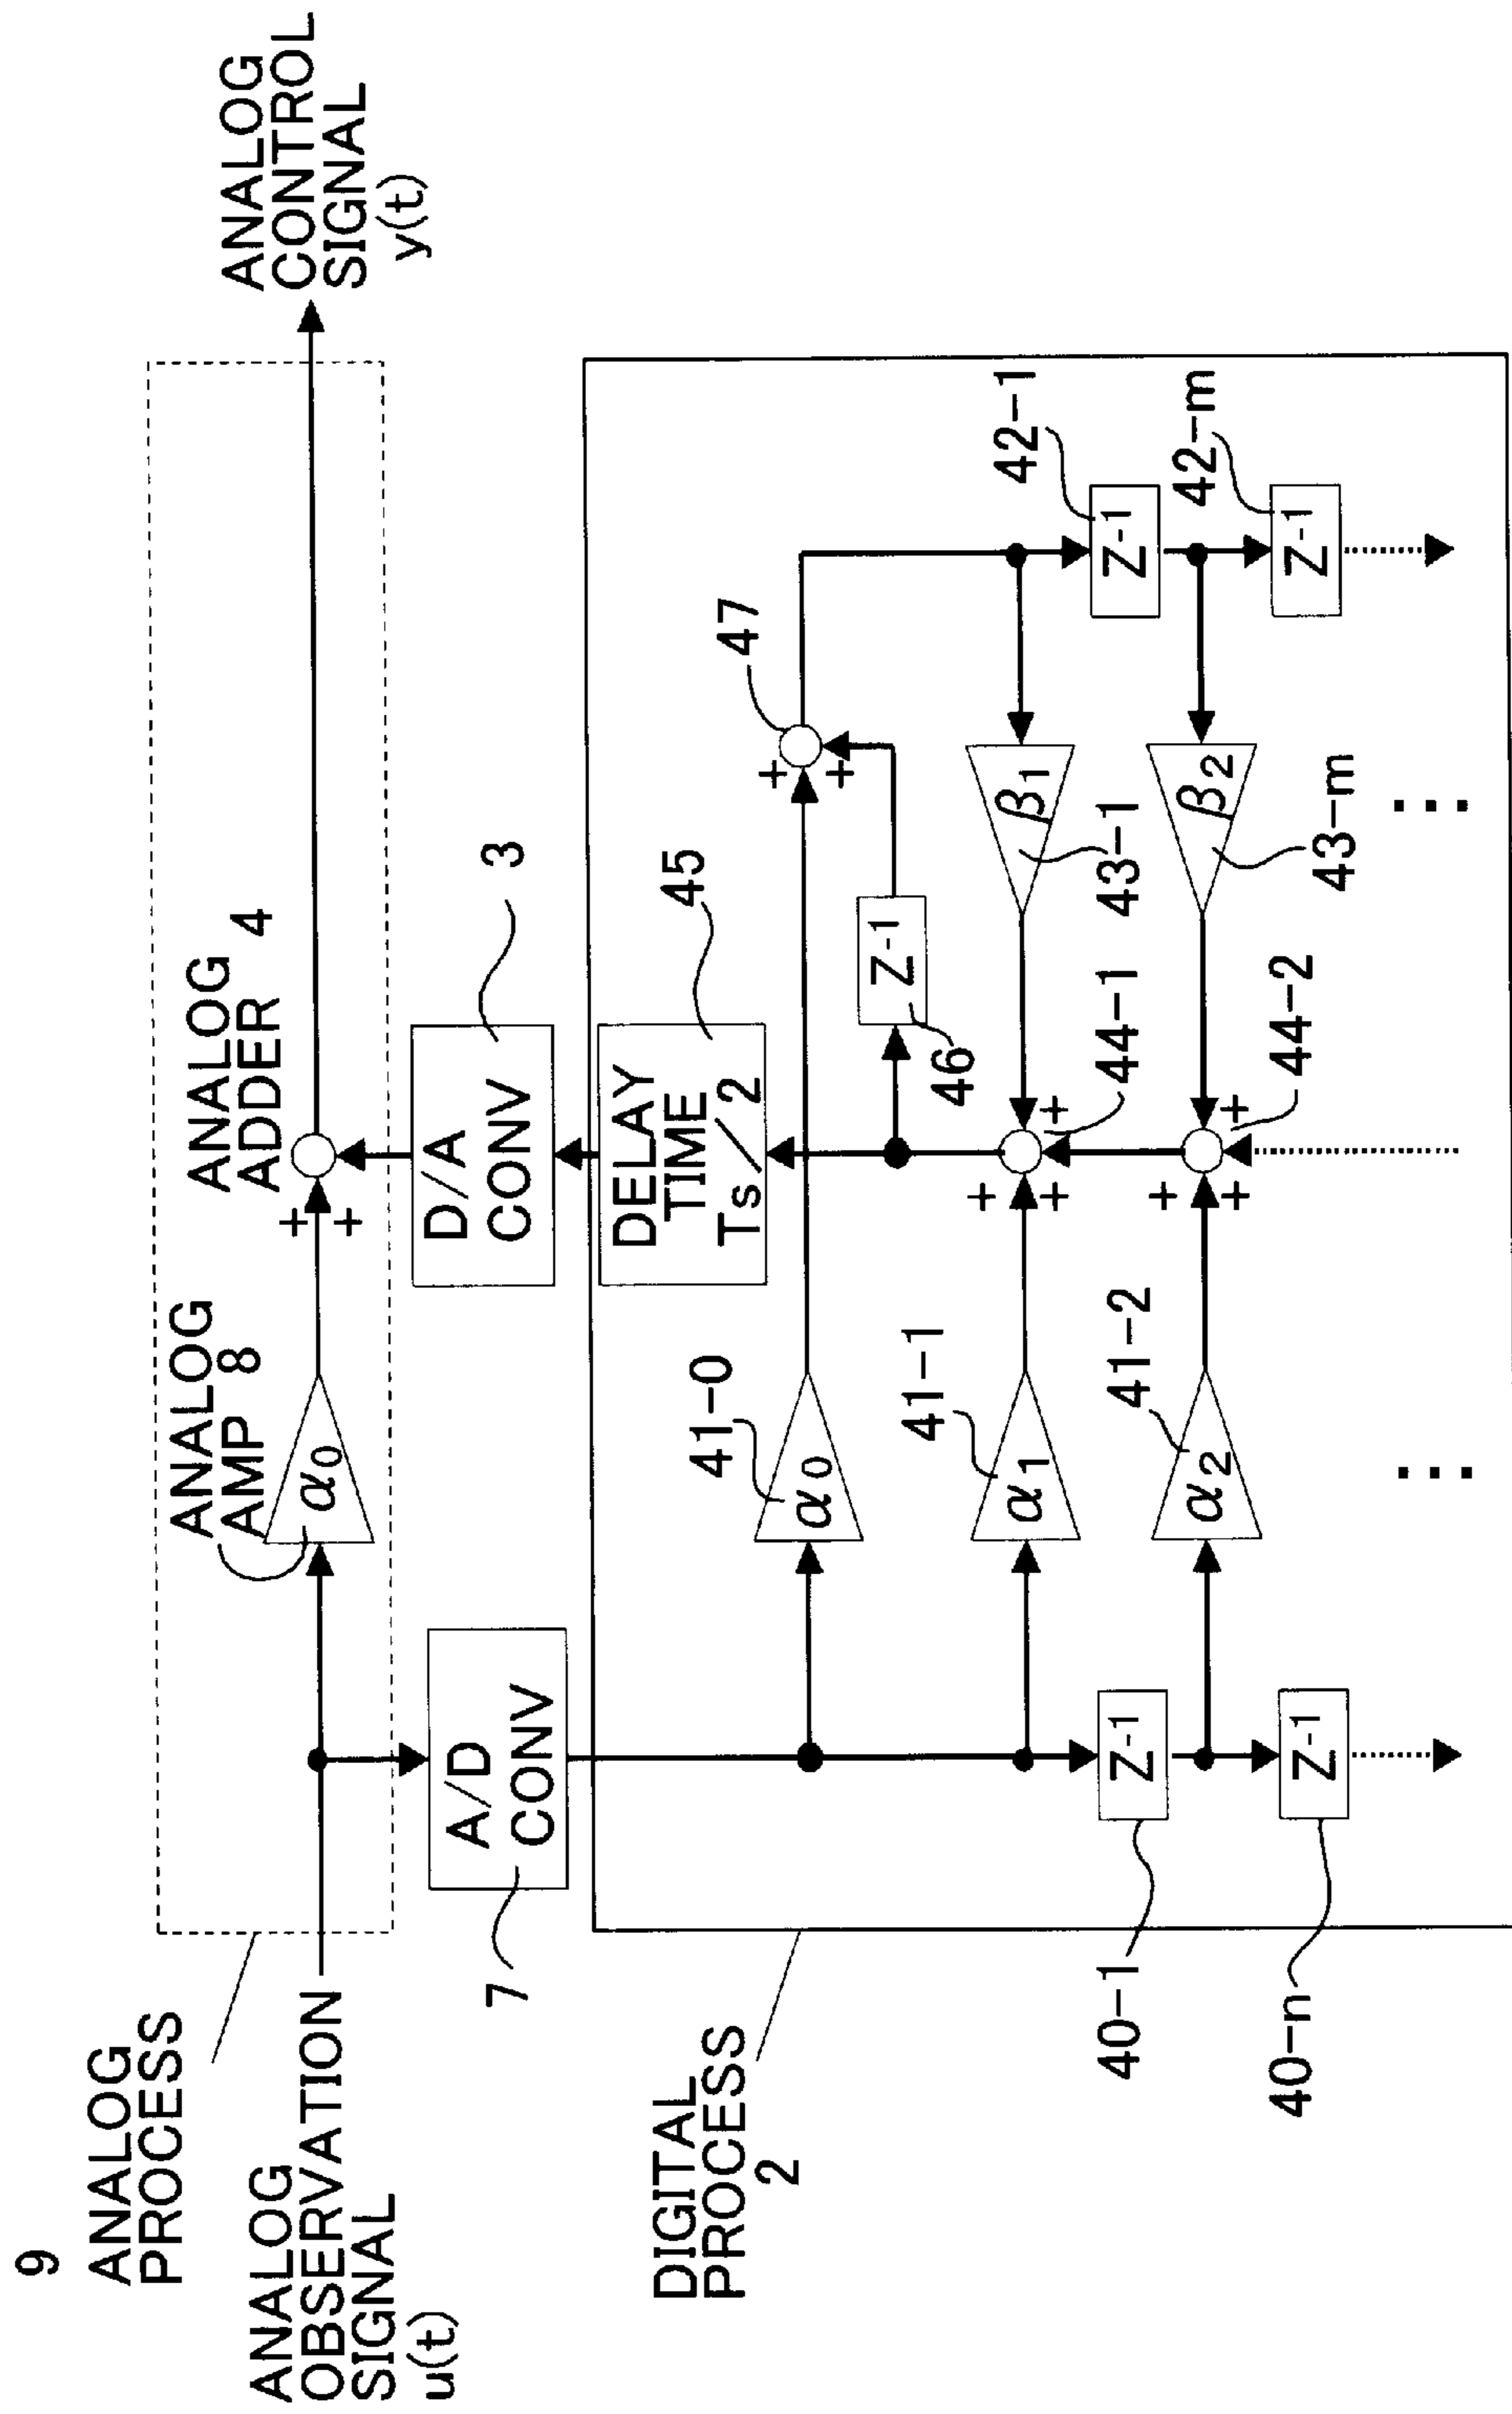 9
ANALOG
PROCESS
ANALOG
OBSERVATION
SIGNAL
u(t)
ANALOG
AMP 8
α0
+
+
ANALOG
ADDER 4
ANALOG
CONTROL
SIGNAL
y(t)
A/D
CONV
7
D/A
CONV
3
DIGITAL
PROCESS
2
DELAY
TIME
Ts/2
45
41-0
α0
47
+
+
Z-1
46
41-1
α1
+
+
+
44-1
β1
43-1
42-1
Z-1
40-1
Z-1
41-2
α2
+
+
+
44-2
β2
43-m
42-m
Z-1
40-n
Z-1